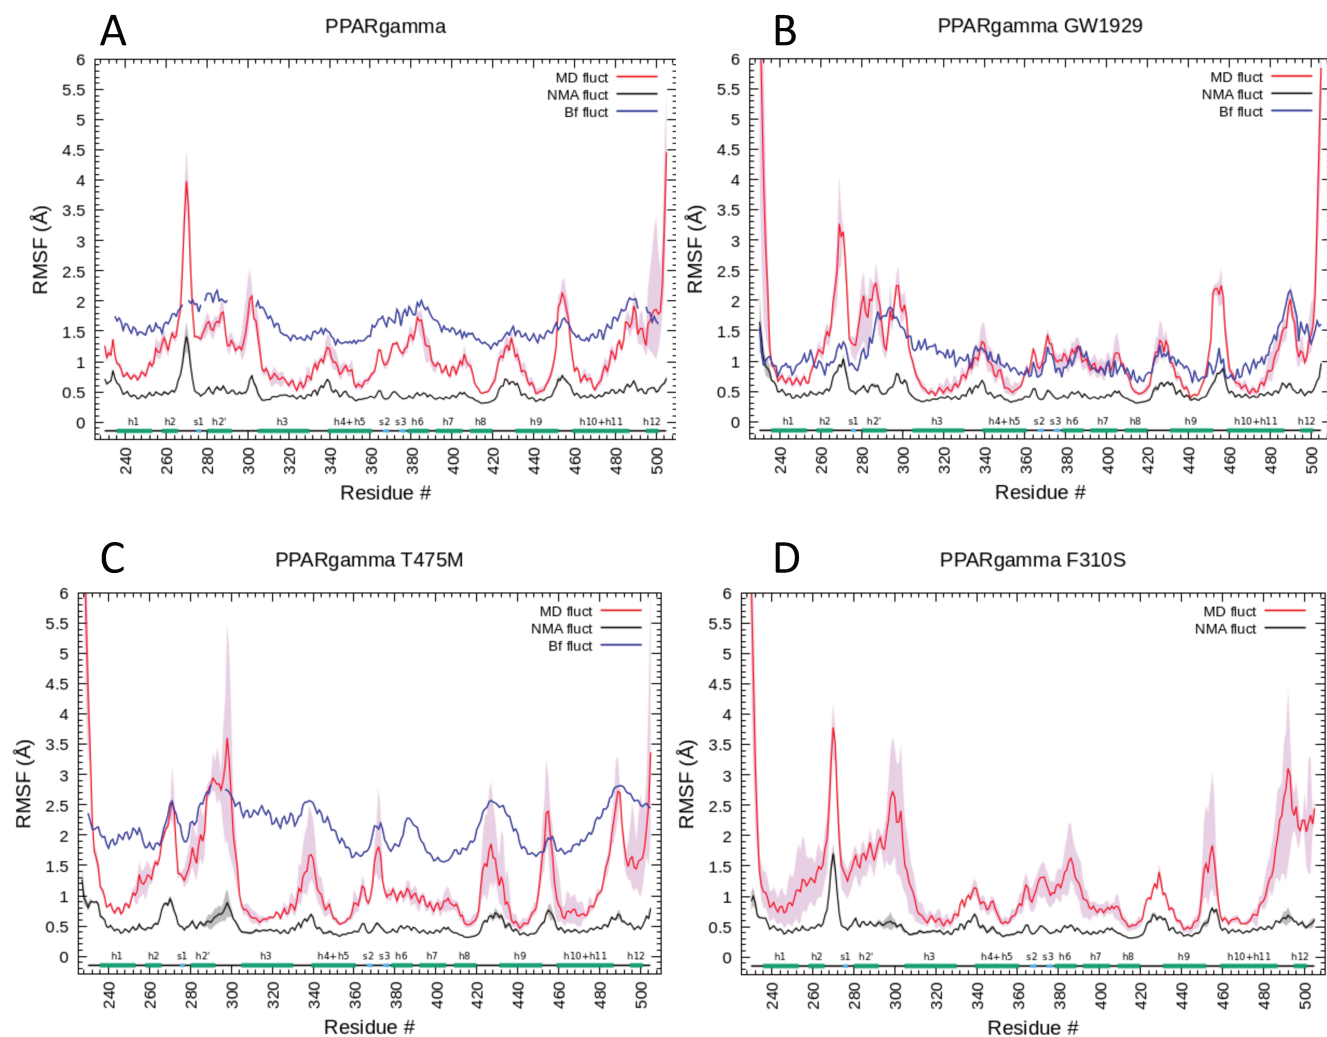 A
PPARgamma
MD fluct
NMA fluct
Bf fluct
RMSF (Å)
6
5.5
5
4.5
4
3.5
3
2.5
2
1.5
1
0.5
0
h1 h2 s1 h2' h3 h4+h5 s2 s3 h6 h7 h8 h9 h10+h11 h12
240 260 280 300 320 340 360 380 400 420 440 460 480 500
Residue #
B
PPARgamma GW1929
MD fluct
NMA fluct
Bf fluct
RMSF (Å)
6
5.5
5
4.5
4
3.5
3
2.5
2
1.5
1
0.5
0
h1 h2 s1 h2' h3 h4+h5 s2 s3 h6 h7 h8 h9 h10+h11 h12
240 260 280 300 320 340 360 380 400 420 440 460 480 500
Residue #
C
PPARgamma T475M
MD fluct
NMA fluct
Bf fluct
RMSF (Å)
6
5.5
5
4.5
4
3.5
3
2.5
2
1.5
1
0.5
0
h1 h2 s1 h2' h3 h4+h5 s2 s3 h6 h7 h8 h9 h10+h11 h12
240 260 280 300 320 340 360 380 400 420 440 460 480 500
Residue #
D
PPARgamma F310S
MD fluct
NMA fluct
RMSF (Å)
6
5.5
5
4.5
4
3.5
3
2.5
2
1.5
1
0.5
0
h1 h2 s1 h2' h3 h4+h5 s2 s3 h6 h7 h8 h9 h10+h11 h12
240 260 280 300 320 340 360 380 400 420 440 460 480 500
Residue #